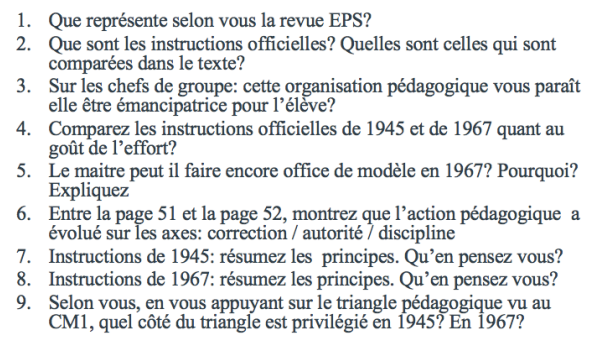 1. Que représente selon vous la revue EPS?
2. Que sont les instructions officielles? Quelles sont celles qui sont
comparées dans le texte?
3. Sur les chefs de groupe: cette organisation pédagogique vous paraît
elle être émancipatrice pour l'élève?
4. Comparez les instructions officielles de 1945 et de 1967 quant au
goût de l'effort?
5. Le maitre peut il faire encore office de modèle en 1967? Pourquoi?
Expliquez
6. Entre la page 51 et la page 52, montrez que l'action pédagogique a
évolué sur les axes: correction / autorité / discipline
7. Instructions de 1945: résumez les principes. Qu'en pensez vous?
8. Instructions de 1967: résumez les principes. Qu'en pensez vous?
9. Selon vous, en vous appuyant sur le triangle pédagogique vu au
CM1, quel côté du triangle est privilégié en 1945? En 1967?